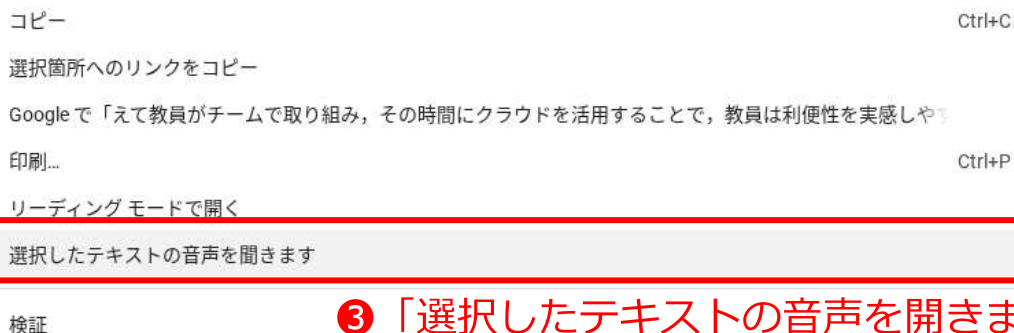 コピー Ctrl+C
選択箇所へのリンクをコピー
Google で「えて教員がチームで取り組み，その時間にクラウドを活用することで，教員は利便性を実感しや
印刷... Ctrl+P
リーディング モードで開く
選択したテキストの音声を聞きます
検証
❸「選択したテキストの音声を開きま